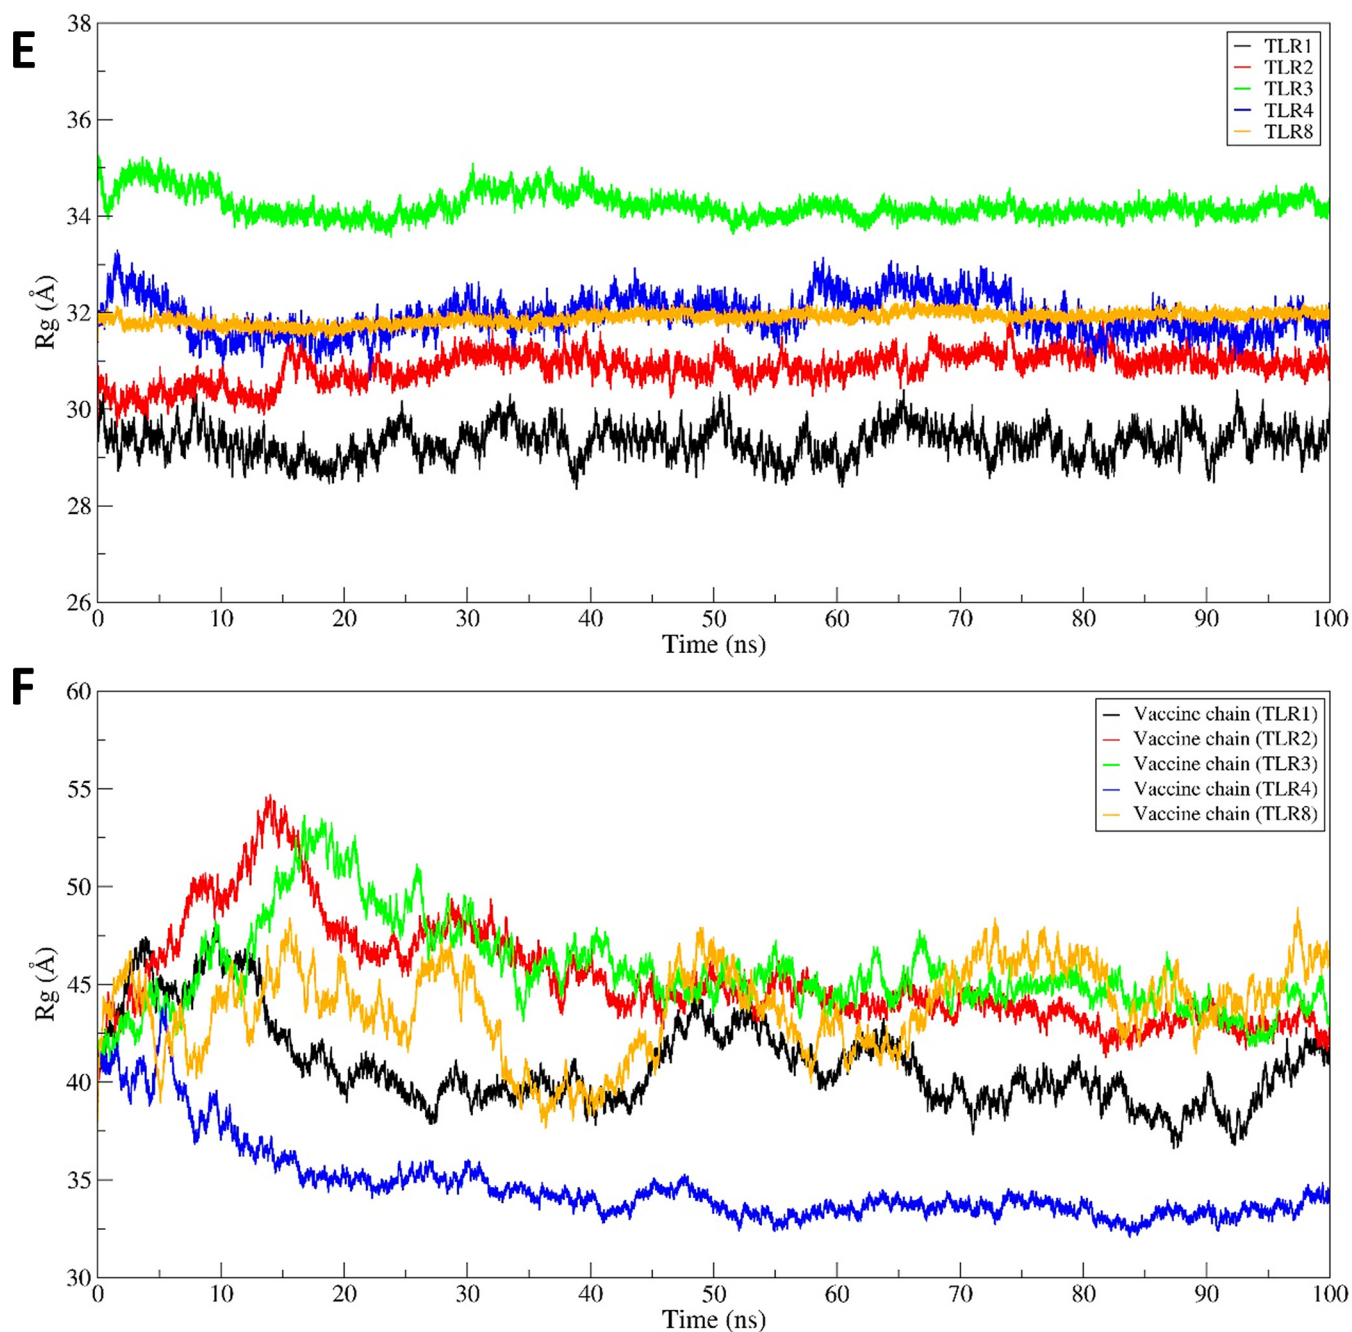 E
38
36
34
32
30
28
26
Rg (Å)
TLR1
TLR2
TLR3
TLR4
TLR8
0 10 20 30 40 50 60 70 80 90 100
Time (ns)
F
60
55
50
45
40
35
30
Rg (Å)
Vaccine chain (TLR1)
Vaccine chain (TLR2)
Vaccine chain (TLR3)
Vaccine chain (TLR4)
Vaccine chain (TLR8)
0 10 20 30 40 50 60 70 80 90 100
Time (ns)